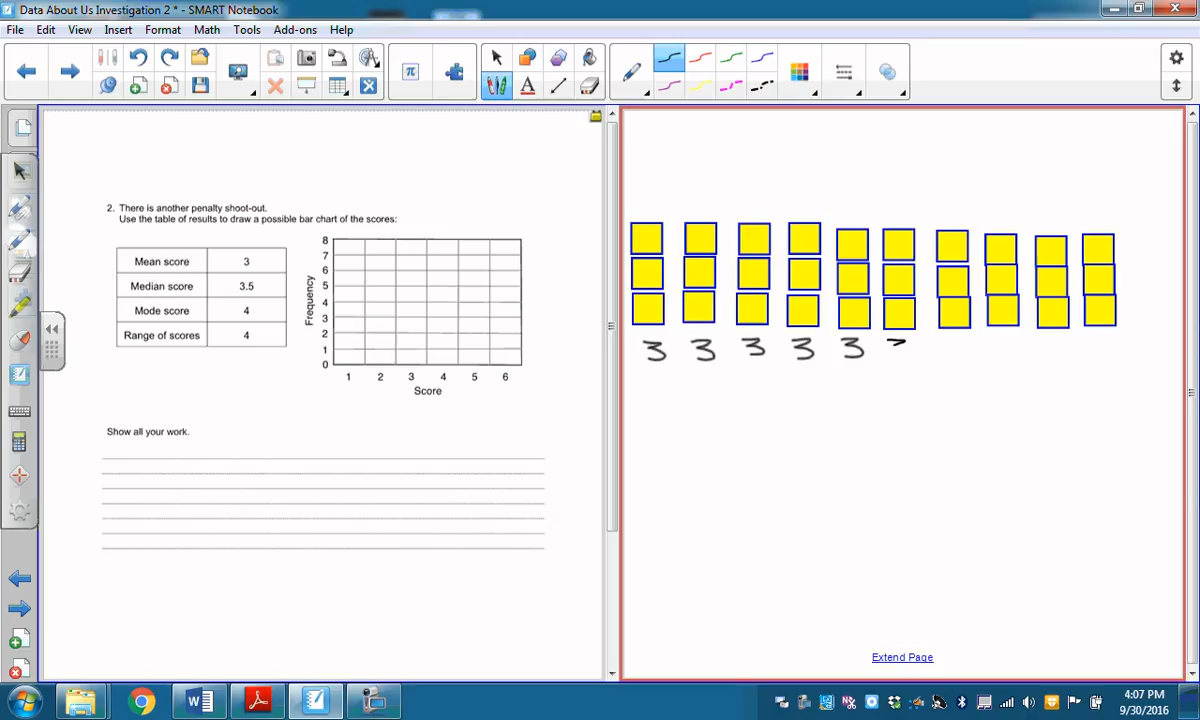 Data About Us Investigation 2 * - SMART Notebook
File Edit View Insert Format Math Tools Add-ons Help
2. There is another penalty shoot-out.
Use the table of results to draw a possible bar chart of the scores:
Mean score 3
Median score 3.5
Mode score 4
Range of scores 4
Frequency
8
7
6
5
4
3
2
1
0
1 2 3 4 5 6
Score
Show all your work.
3 3 3 3 3
Extend Page
4:07 PM
9/30/2016